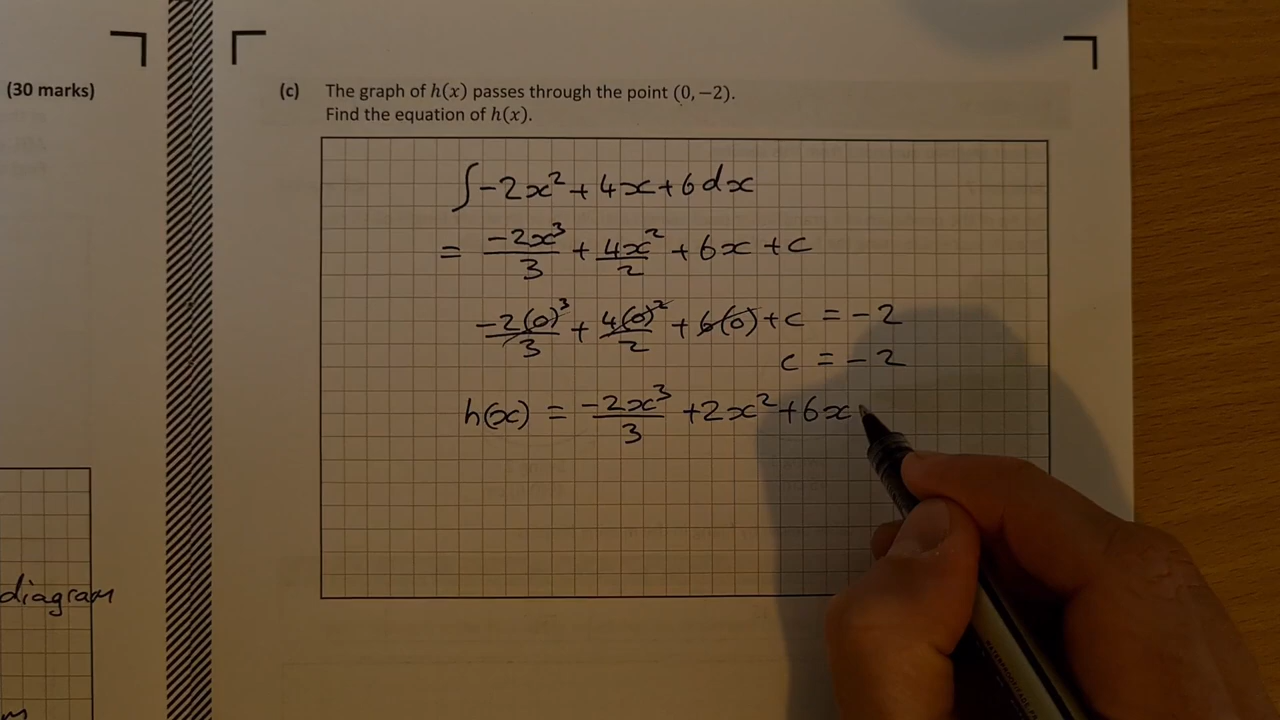 (30 marks)
(c) The graph of h(x) passes through the point (0, −2).
Find the equation of h(x).
∫-2x² + 4x + 6 dx
= -2x³/3 + 4x²/2 + 6x + c
-2(0)³/3 + 4(0)²/2 + 6(0) + c = -2
c = -2
h(x) = -2x³/3 + 2x² + 6x
diagram